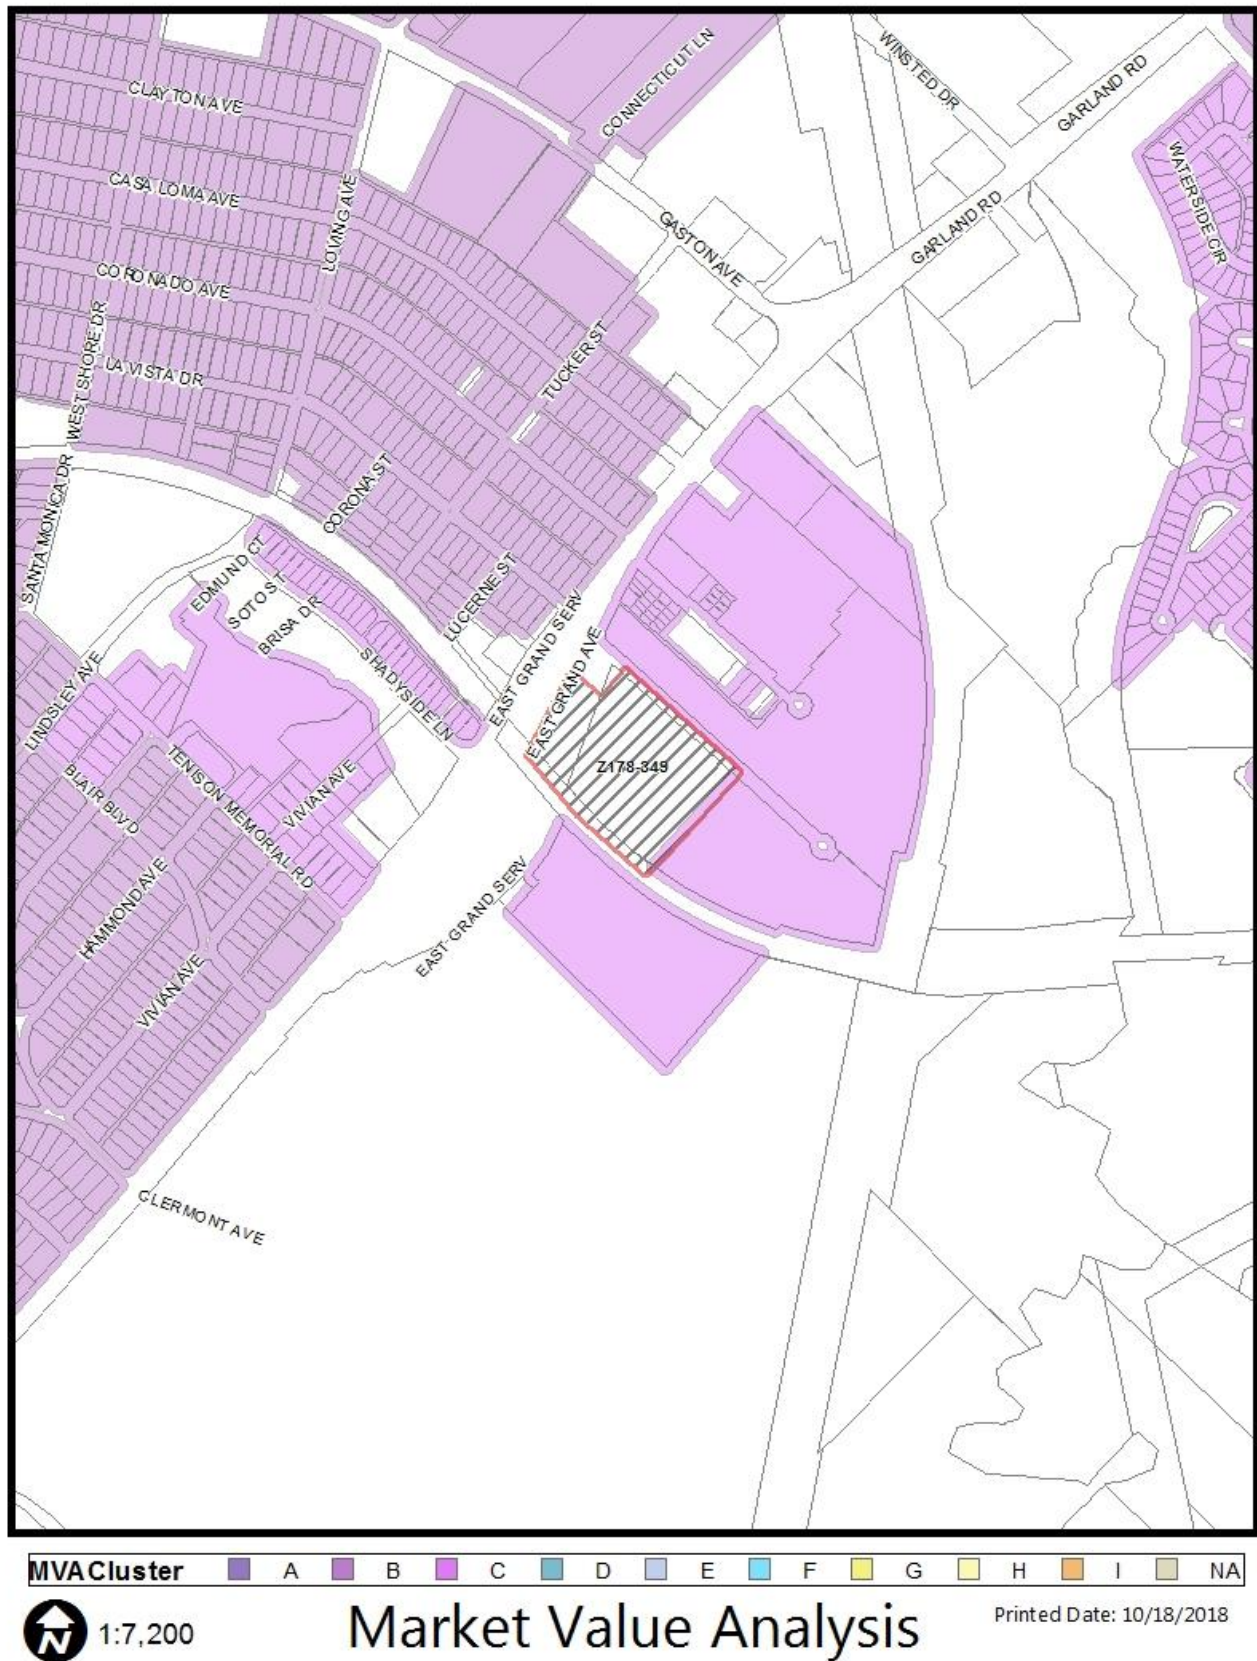 CONNECTICUT LN
WINSTED DR
GARLAND RD
CLAYTON AVE
WATERSIDE CIR
CASA LOMA AVE
LOVING AVE
GARLAND RD
GASTON AVE
CORONADO AVE
WEST SHORE DR
TUCKER ST
LA VISTA DR
SANTA MONICA DR
CORONA ST
EDMUND CT
SOTO ST
BRISA DR
LUCERNE ST
EAST GRAND SERV
EAST GRAND AVE
SHADYSIDE LN
LINDSLEY AVE
Z178-349
BLAIR BLVD
TENISON MEMORIAL RD
VIVIAN AVE
HAMMOND AVE
EAST GRAND SERV
VIVIAN AVE
CLERMONT AVE
MVACluster A B C D E F G H I NA
N 1:7,200 Market Value Analysis Printed Date: 10/18/2018